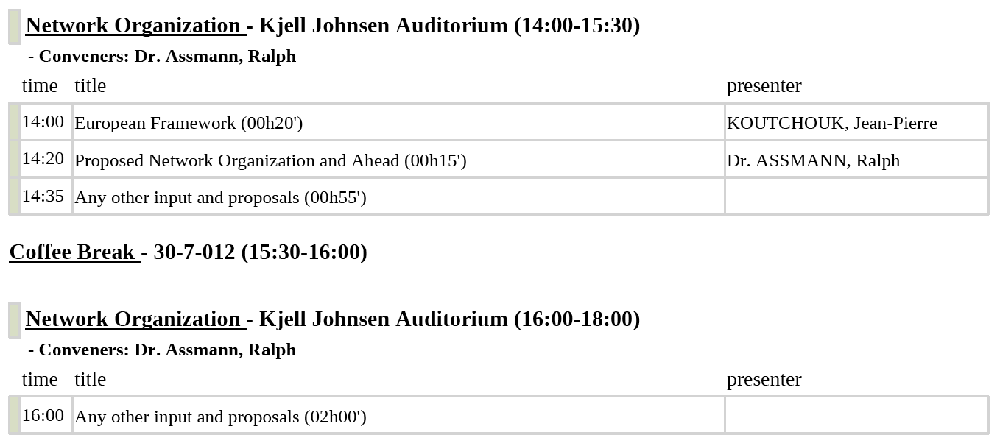 Network Organization - Kjell Johnsen Auditorium (14:00-15:30)
- Conveners: Dr. Assmann, Ralph
time title presenter
14:00 European Framework (00h20') KOUTCHOUK, Jean-Pierre
14:20 Proposed Network Organization and Ahead (00h15') Dr. ASSMANN, Ralph
14:35 Any other input and proposals (00h55')
Coffee Break - 30-7-012 (15:30-16:00)
Network Organization - Kjell Johnsen Auditorium (16:00-18:00)
- Conveners: Dr. Assmann, Ralph
time title presenter
16:00 Any other input and proposals (02h00')